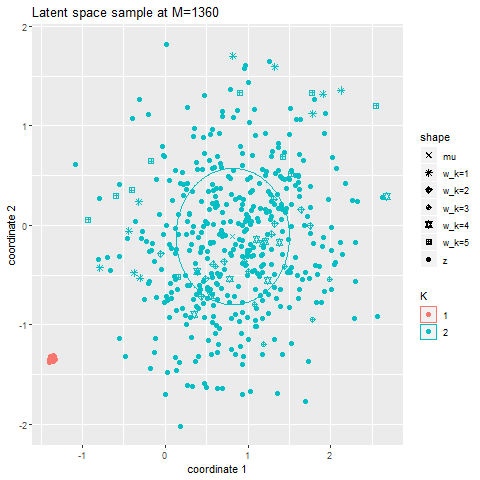 Latent space sample at M=1360
2
1
0
-1
-2
coordinate 2
-1
0
1
2
coordinate 1
shape
mu
w_k=1
w_k=2
w_k=3
w_k=4
w_k=5
z
K
1
2